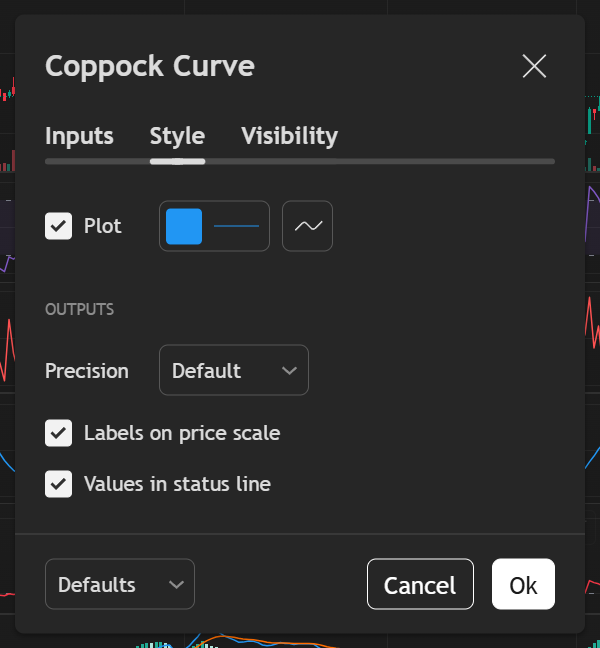 Coppock Curve
Inputs Style Visibility
Plot
OUTPUTS
Precision Default
Labels on price scale
Values in status line
Defaults Cancel Ok